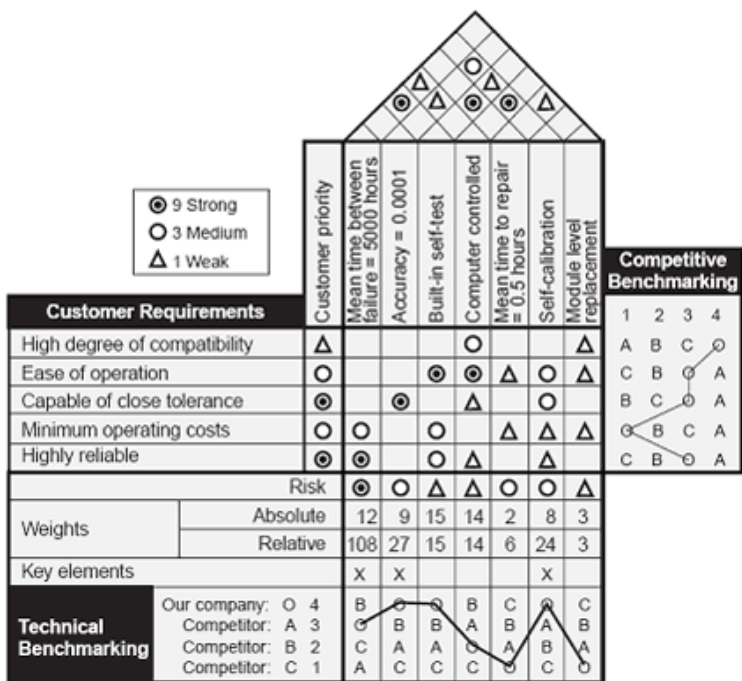 9 Strong
3 Medium
1 Weak
Customer priority
Mean time between
failure = 5000 hours
Accuracy = 0.0001
Built-in self-test
Computer controlled
Mean time to repair
= 0.5 hours
Self-calibration
Module level
replacement
Competitive
Benchmarking
Customer Requirements
1 2 3 4
High degree of compatibility A B C O
Ease of operation C B O A
Capable of close tolerance B C O A
Minimum operating costs O B C A
Highly reliable C B O A
Risk
Weights
Absolute 12 9 15 14 2 8 3
Relative 108 27 15 14 6 24 3
Key elements X X X
Technical
Benchmarking
Our company: O 4 B O O B C O C
Competitor: A 3 O B B A B A B
Competitor: B 2 C A A O A B A
Competitor: C 1 A C C C O C O